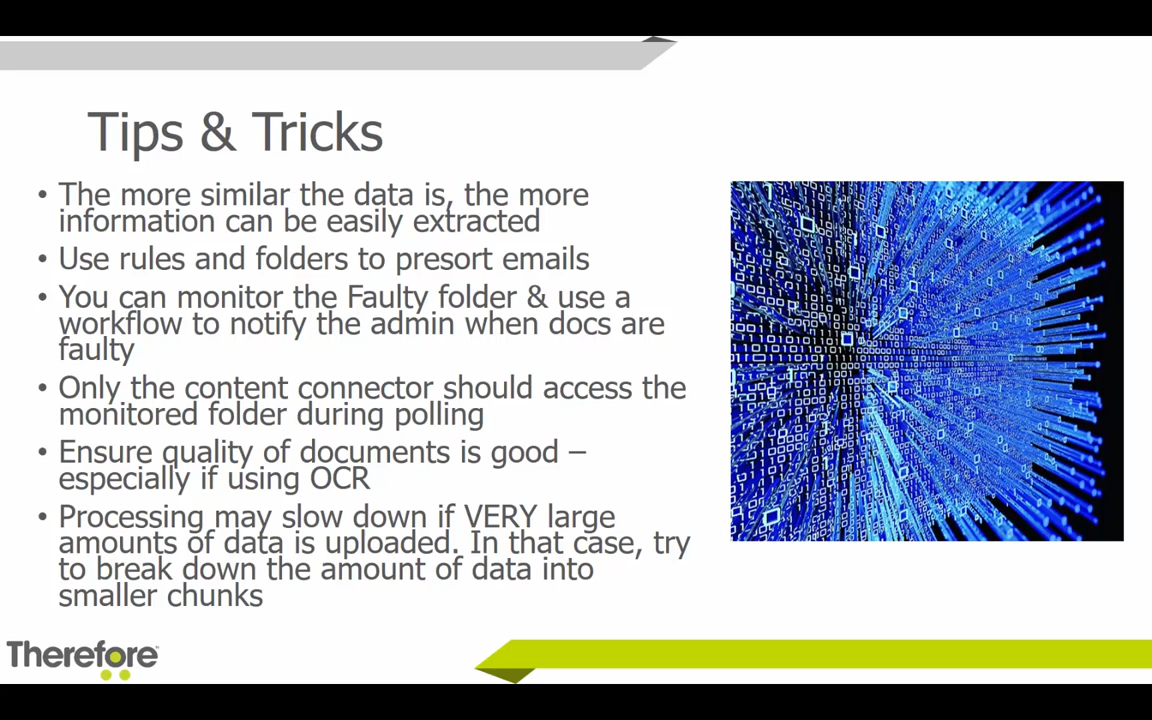 Tips & Tricks
• The more similar the data is, the more
information can be easily extracted
• Use rules and folders to presort emails
• You can monitor the Faulty folder & use a
workflow to notify the admin when docs are
faulty
• Only the content connector should access the
monitored folder during polling
• Ensure quality of documents is good –
especially if using OCR
• Processing may slow down if VERY large
amounts of data is uploaded. In that case, try
to break down the amount of data into
smaller chunks
Therefore™